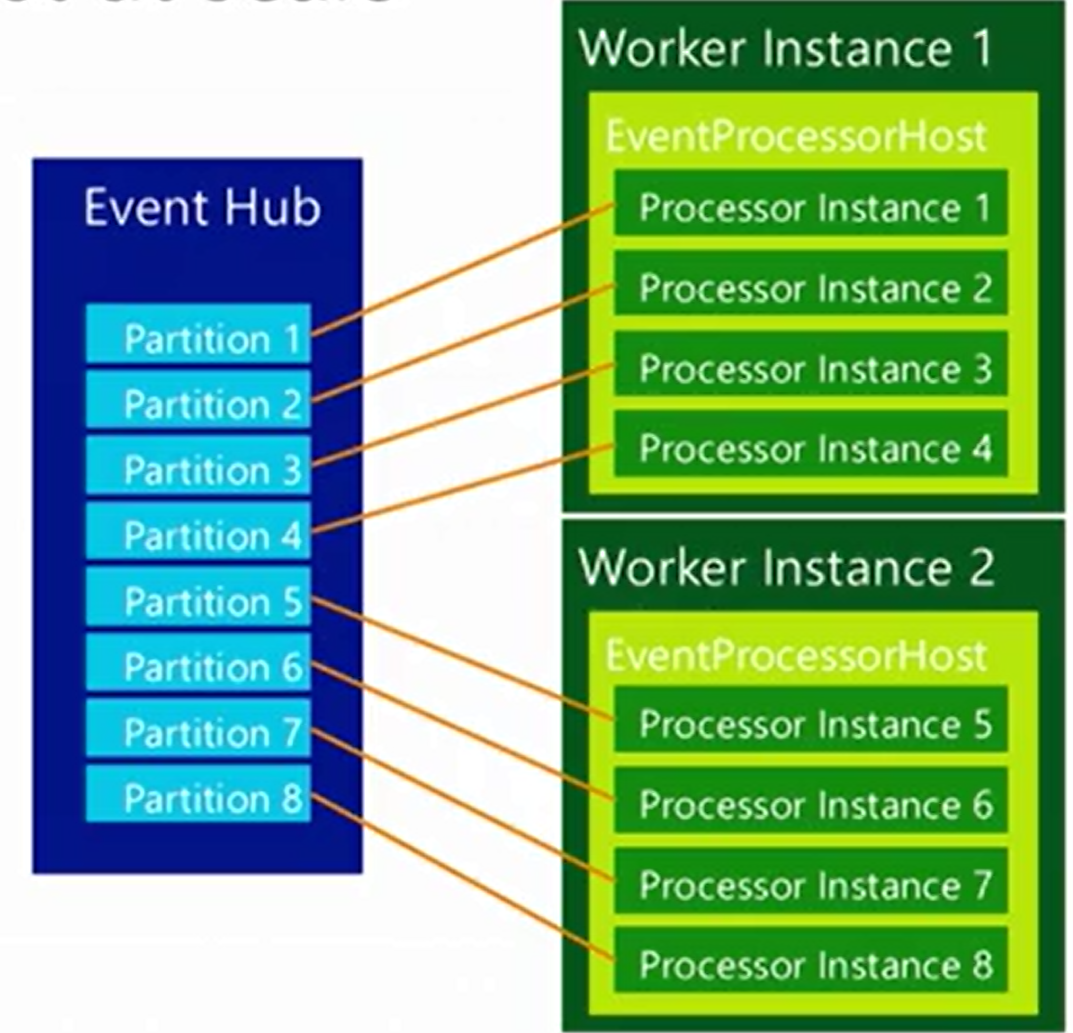 Event Hub
Partition 1
Partition 2
Partition 3
Partition 4
Partition 5
Partition 6
Partition 7
Partition 8
Worker Instance 1
EventProcessorHost
Processor Instance 1
Processor Instance 2
Processor Instance 3
Processor Instance 4
Worker Instance 2
EventProcessorHost
Processor Instance 5
Processor Instance 6
Processor Instance 7
Processor Instance 8